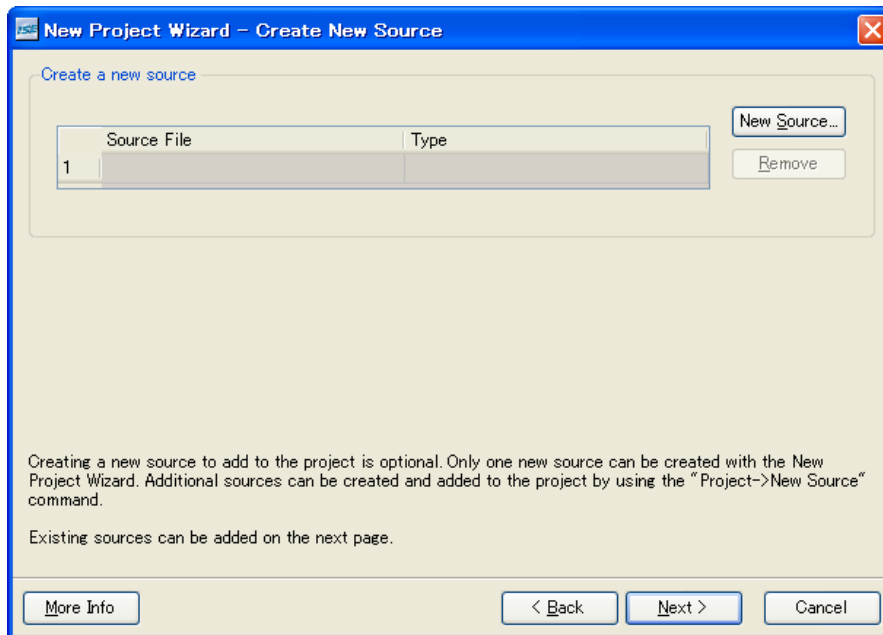 ISE New Project Wizard - Create New Source
Create a new source
Source File Type
1
New Source...
Remove
Creating a new source to add to the project is optional. Only one new source can be created with the New
Project Wizard. Additional sources can be created and added to the project by using the "Project->New Source"
command.
Existing sources can be added on the next page.
More Info < Back Next > Cancel